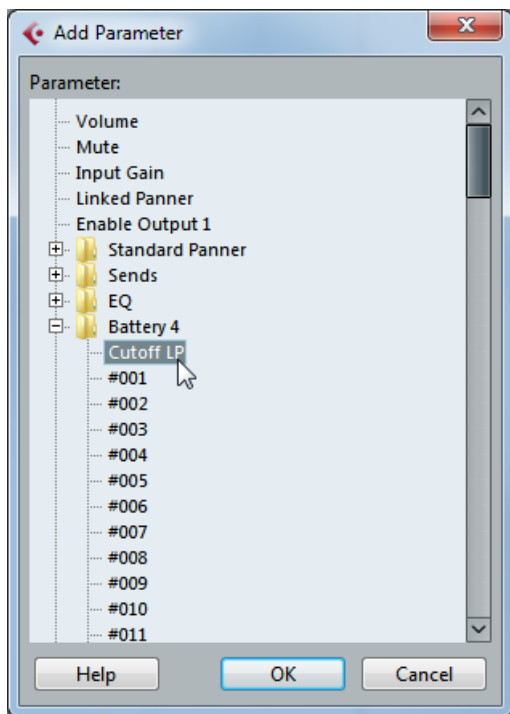 Add Parameter
Parameter:
Volume
Mute
Input Gain
Linked Panner
Enable Output 1
Standard Panner
Sends
EQ
Battery 4
Cutoff LP
#001
#002
#003
#004
#005
#006
#007
#008
#009
#010
#011
Help OK Cancel